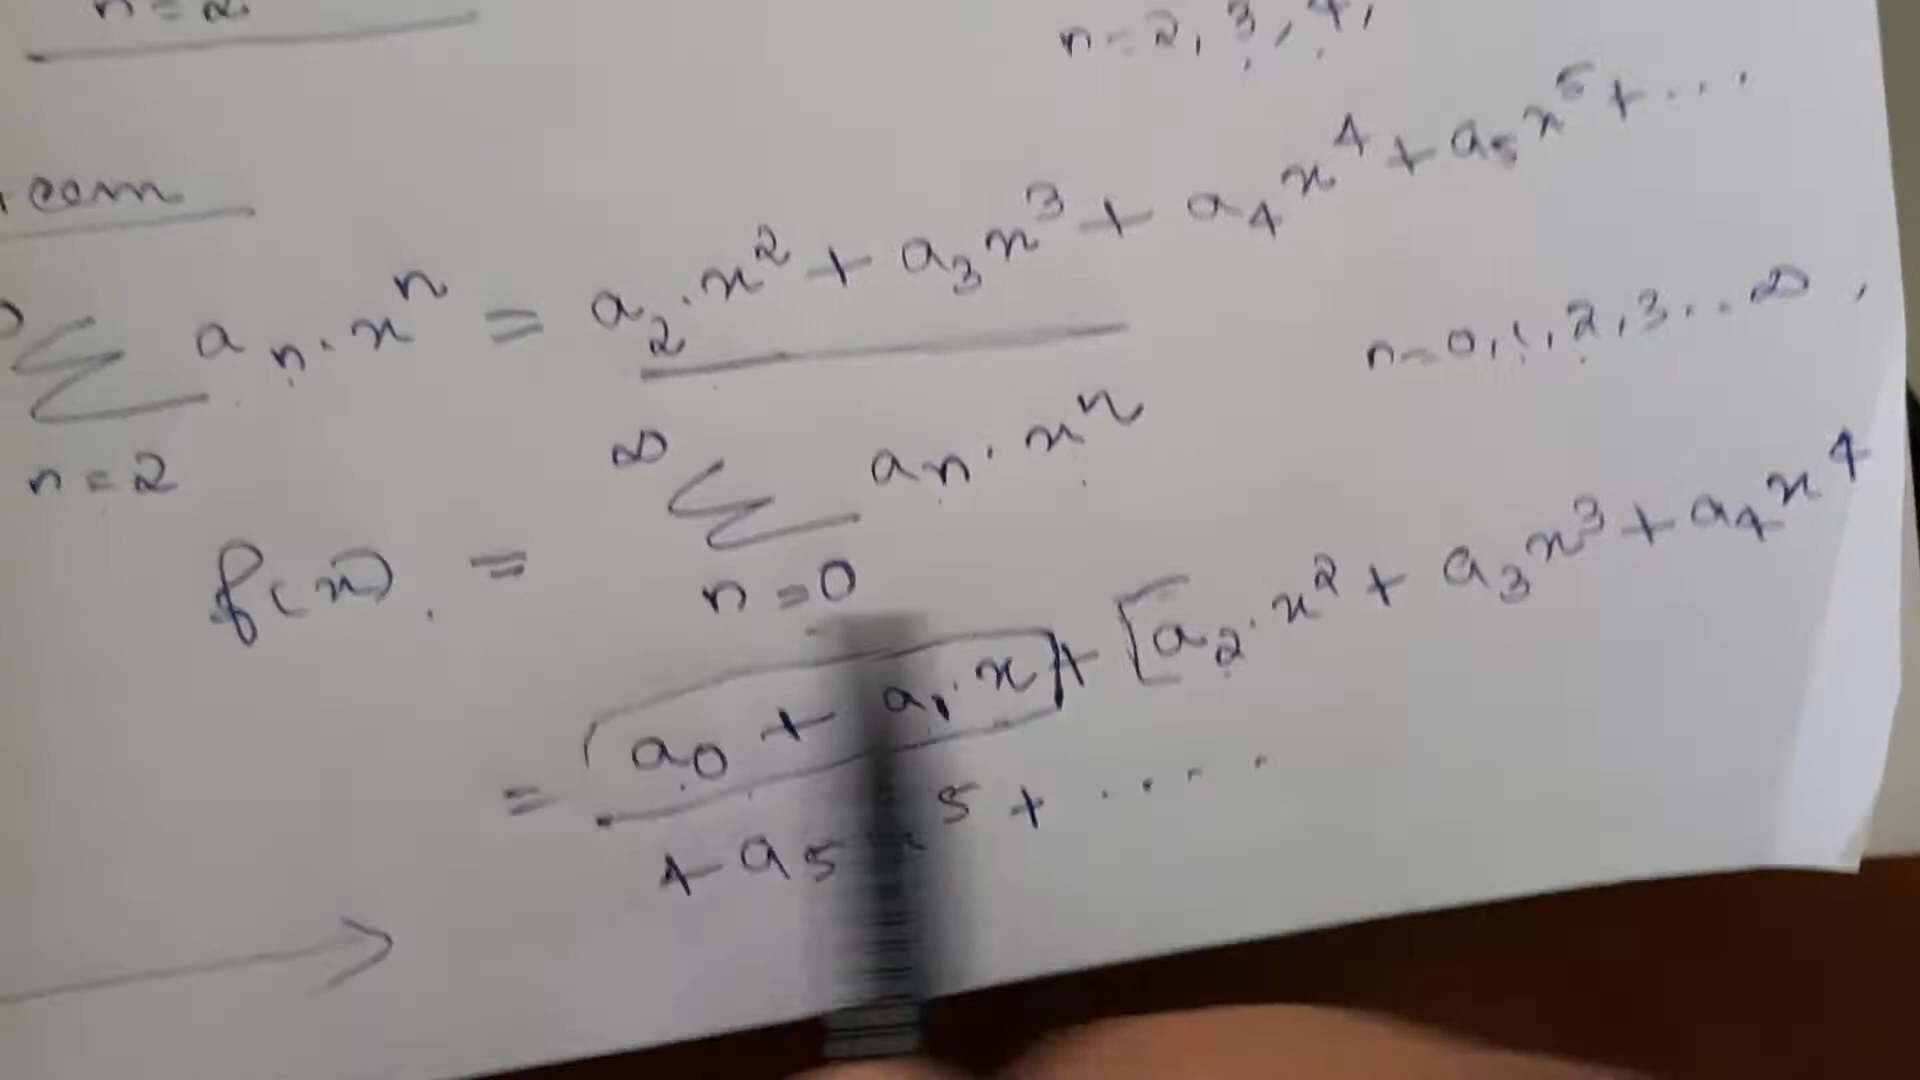 n = 2
n = 2, 3, 4,
∑ aₙ · xⁿ = a₂ · x² + a₃x³ + a₄x⁴ + a₅x⁵ + ...
n = 2
n = 0, 1, 2, 3 .. ∞,
f(x) = ∞ ∑ n=0 aₙ · xⁿ
= a₀ + a₁ · x + [a₂ · x² + a₃x³ + a₄x⁴
+ a₅ ⁵ + ....